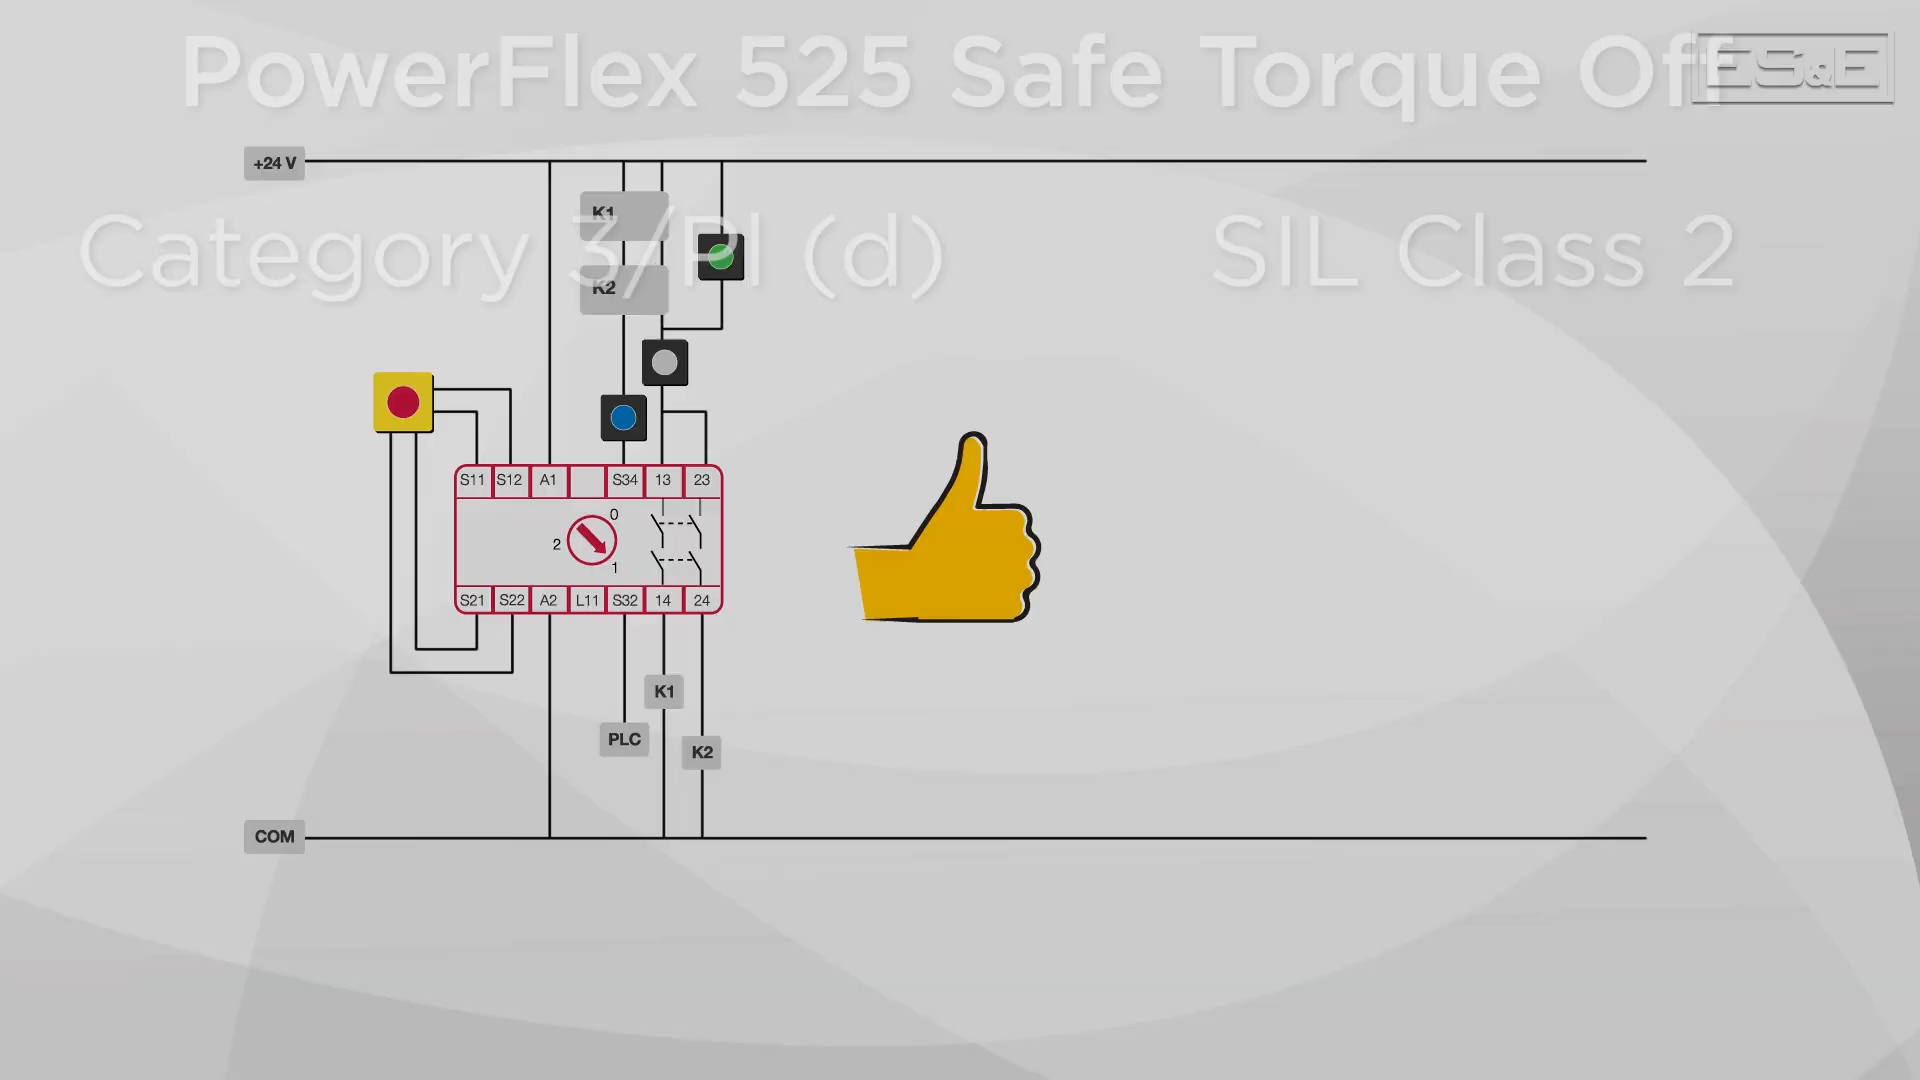 PowerFlex 525 Safe Torque Off
ES&E
+24 V
K1
Category 3/Pl (d)
SIL Class 2
K2
S11 S12 A1 S34 13 23
0
2
1
S21 S22 A2 L11 S32 14 24
K1
PLC
K2
COM